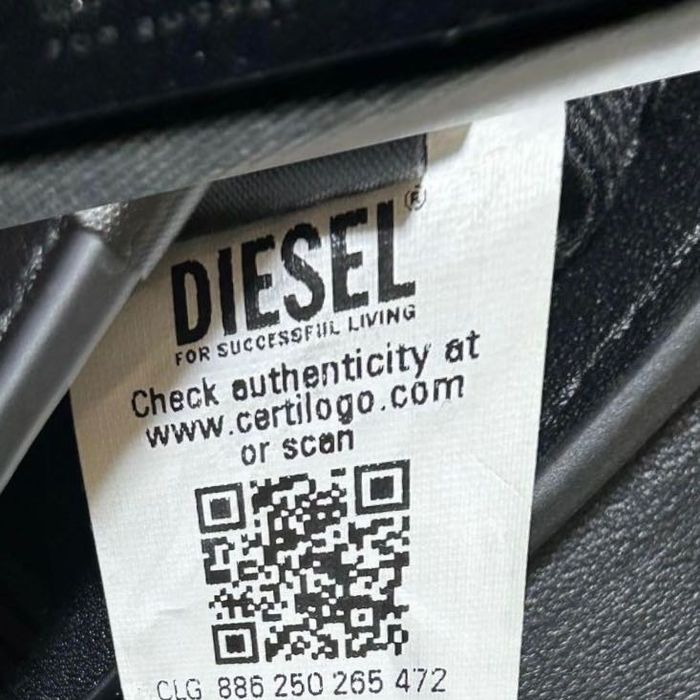 DIESEL®
FOR SUCCESSFUL LIVING
Check authenticity at
www.certilogo.com
or scan
CLG 886 250 265 472